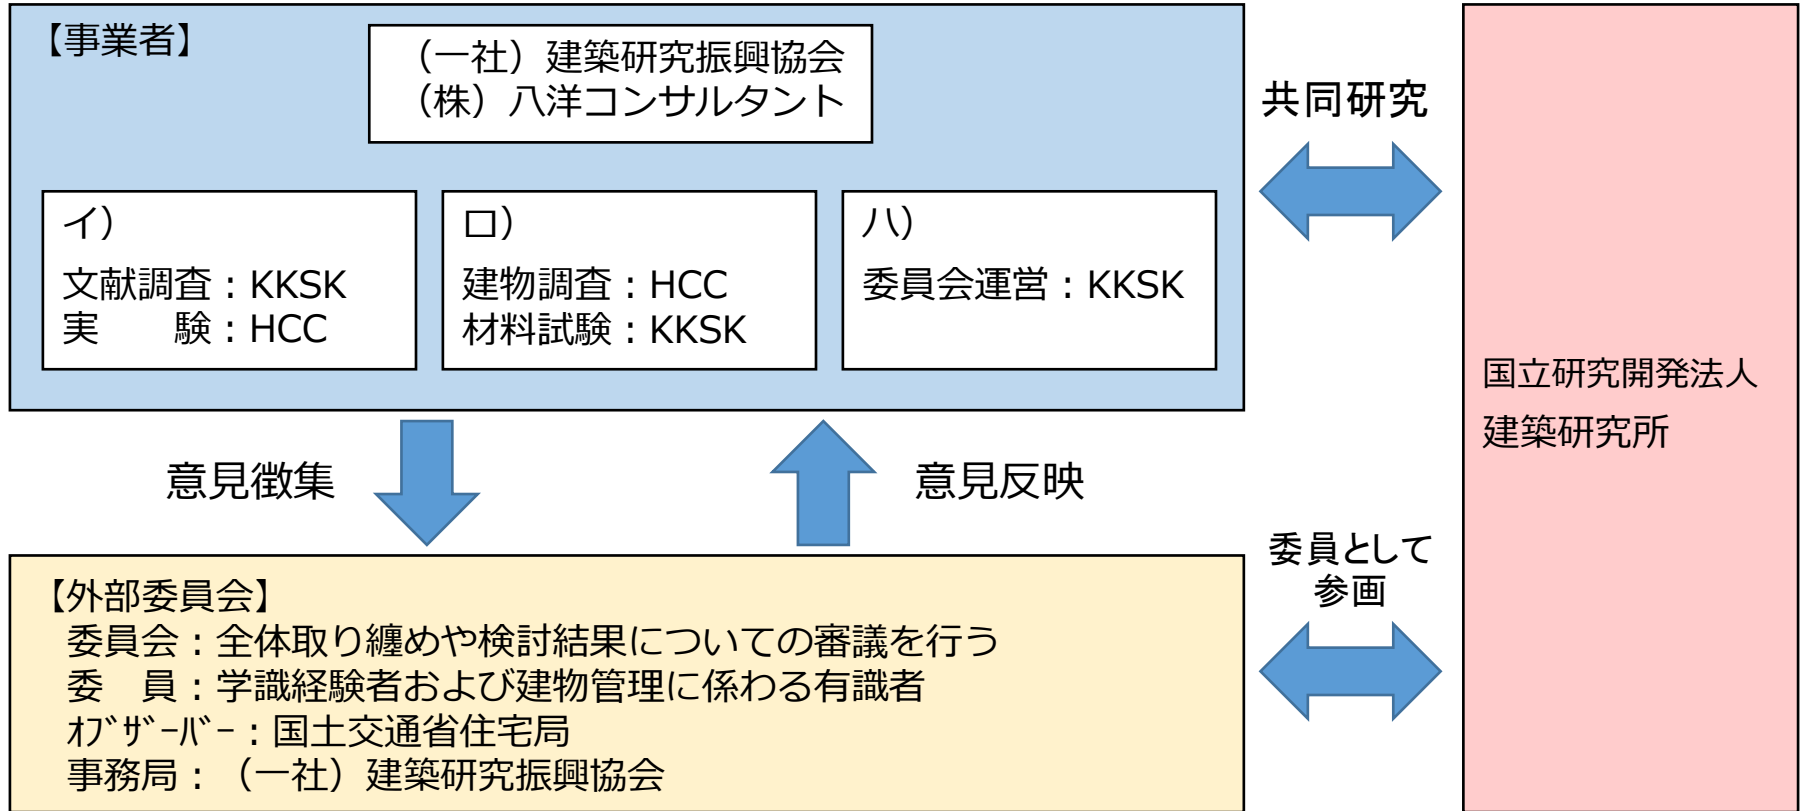 【事業者】
（一社）建築研究振興協会
（株）八洋コンサルタント
イ）
文献調査：KKSK
実　　験：HCC
ロ）
建物調査：HCC
材料試験：KKSK
ハ）
委員会運営：KKSK
共同研究
国立研究開発法人
建築研究所
意見徴集
意見反映
委員として
参画
【外部委員会】
委員会：全体取り纏めや検討結果についての審議を行う
委　員：学識経験者および建物管理に係わる有識者
ｵﾌﾞｻﾞｰﾊﾞｰ：国土交通省住宅局
事務局：（一社）建築研究振興協会